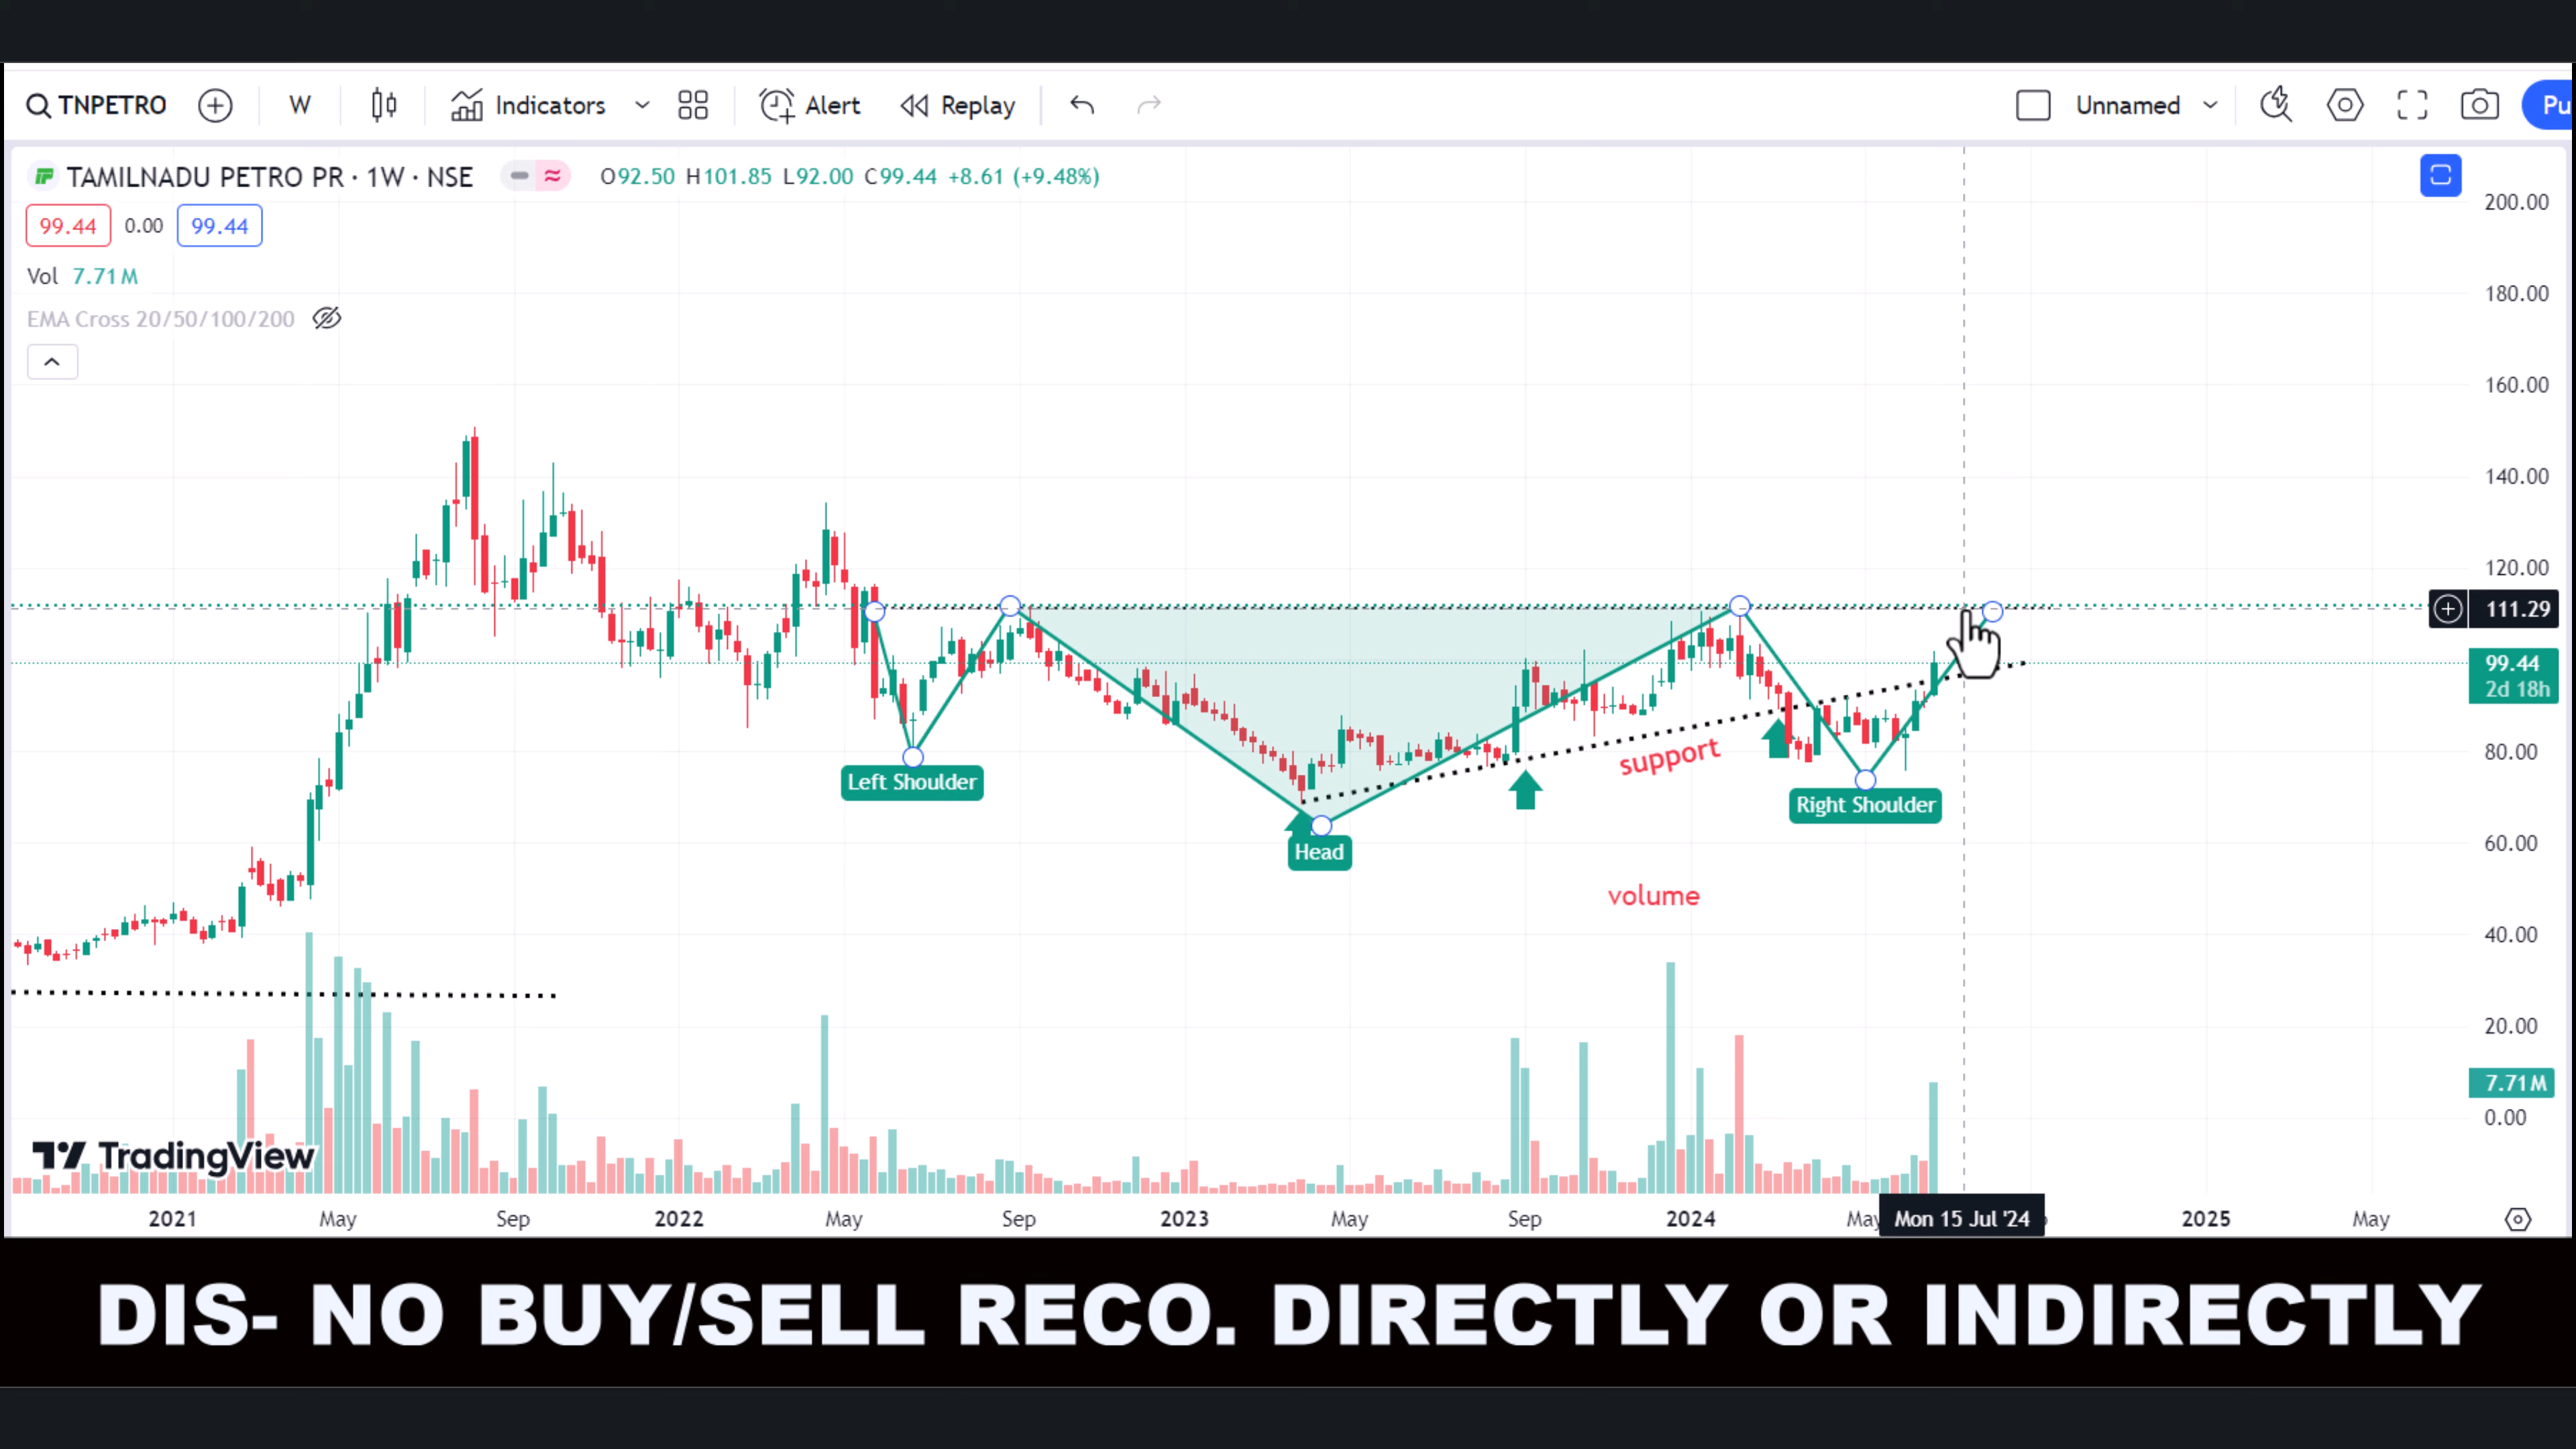 TNPETRO W Indicators Alert Replay Unnamed Pu
TAMILNADU PETRO PR · 1W · NSE O92.50 H101.85 L92.00 C99.44 +8.61 (+9.48%)
99.44 0.00 99.44
Vol 7.71M
EMA Cross 20/50/100/200
200.00
180.00
160.00
140.00
120.00
111.29
99.44
2d 18h
80.00
60.00
40.00
20.00
7.71M
0.00
Left Shoulder
Head
Right Shoulder
support
volume
TradingView
2021 May Sep 2022 May Sep 2023 May Sep 2024 May Mon 15 Jul '24 2025 May
DIS- NO BUY/SELL RECO. DIRECTLY OR INDIRECTLY